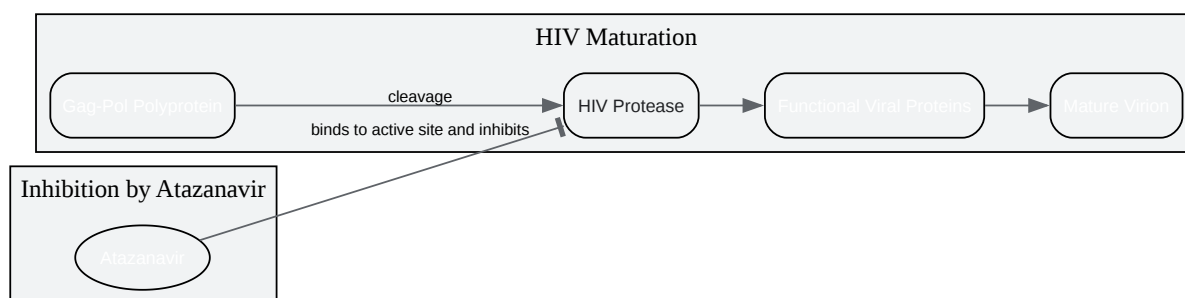 HIV Maturation
Gag-Pol Polyprotein
cleavage
HIV Protease
Functional Viral Proteins
Mature Virion
binds to active site and inhibits
Inhibition by Atazanavir
Atazanavir